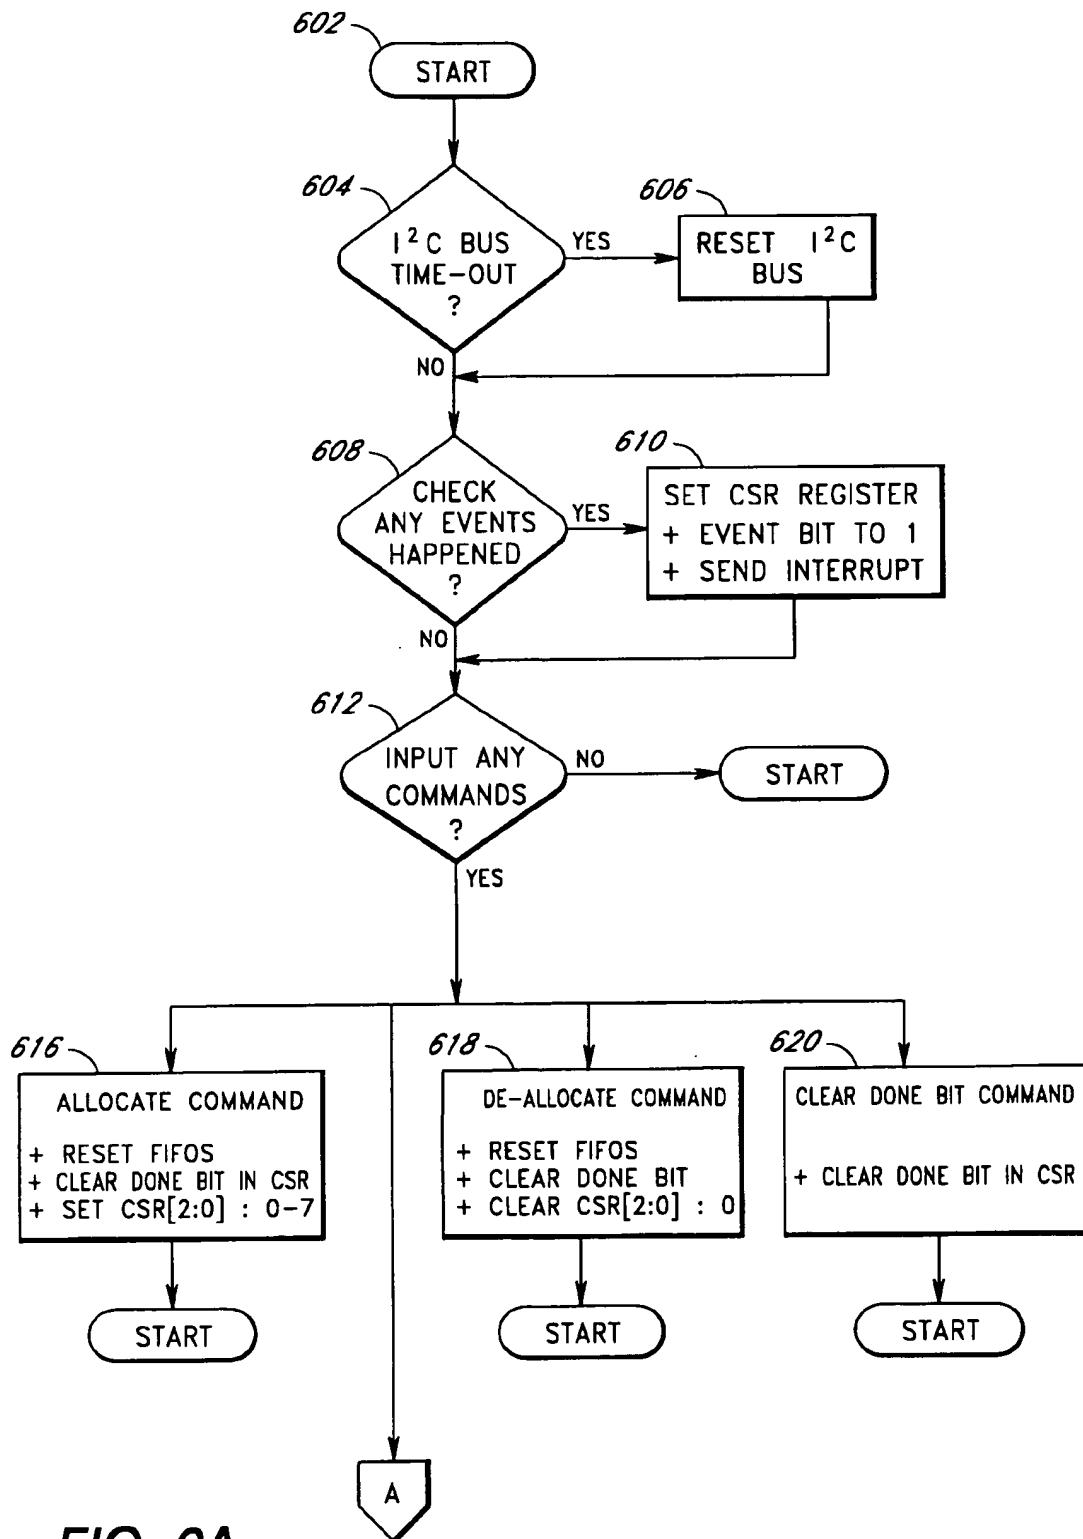 602
START
604
I²C BUS
TIME-OUT
?
YES
606
RESET I²C
BUS
NO
608
CHECK
ANY EVENTS
HAPPENED
?
YES
610
SET CSR REGISTER
+ EVENT BIT TO 1
+ SEND INTERRUPT
NO
612
INPUT ANY
COMMANDS
?
NO
START
YES
616
ALLOCATE COMMAND
+ RESET FIFOS
+ CLEAR DONE BIT IN CSR
+ SET CSR[2:0] : 0-7
START
618
DE-ALLOCATE COMMAND
+ RESET FIFOS
+ CLEAR DONE BIT
+ CLEAR CSR[2:0] : 0
START
620
CLEAR DONE BIT COMMAND
+ CLEAR DONE BIT IN CSR
START
A
FIG. 6A